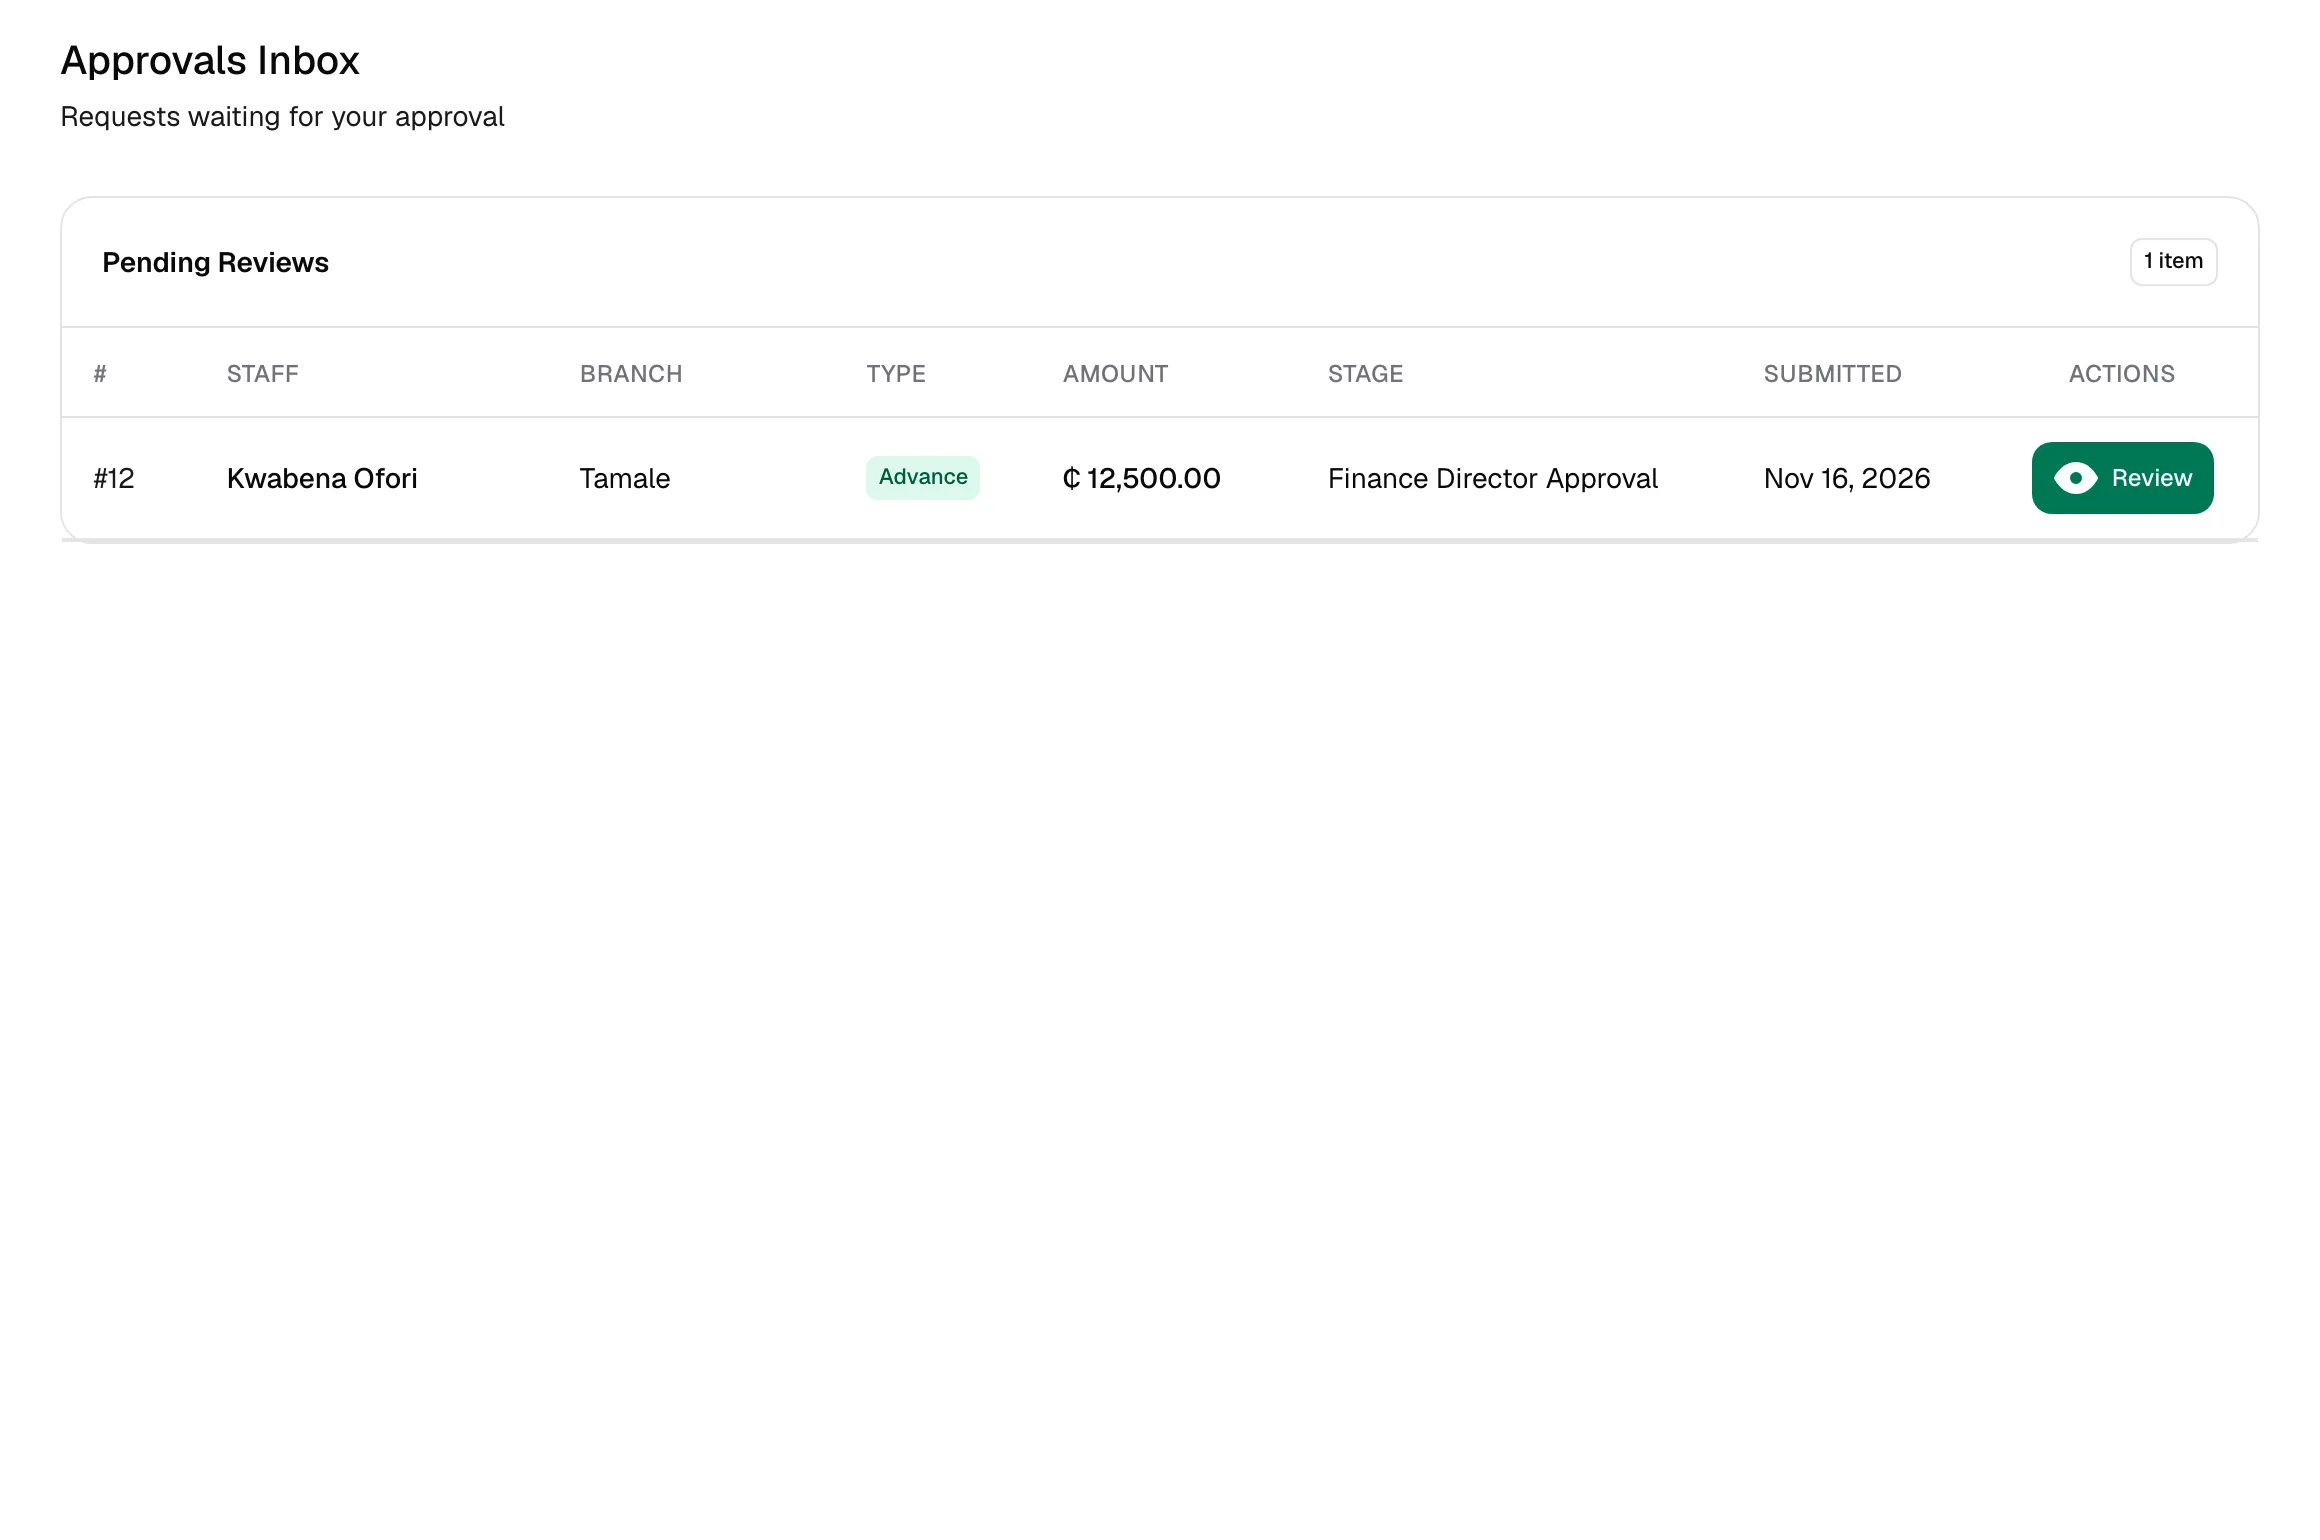 Approvals Inbox
Requests waiting for your approval
Pending Reviews
1 item
# STAFF BRANCH TYPE AMOUNT STAGE SUBMITTED ACTIONS
#12 Kwabena Ofori Tamale Advance ₵ 12,500.00 Finance Director Approval Nov 16, 2026 Review